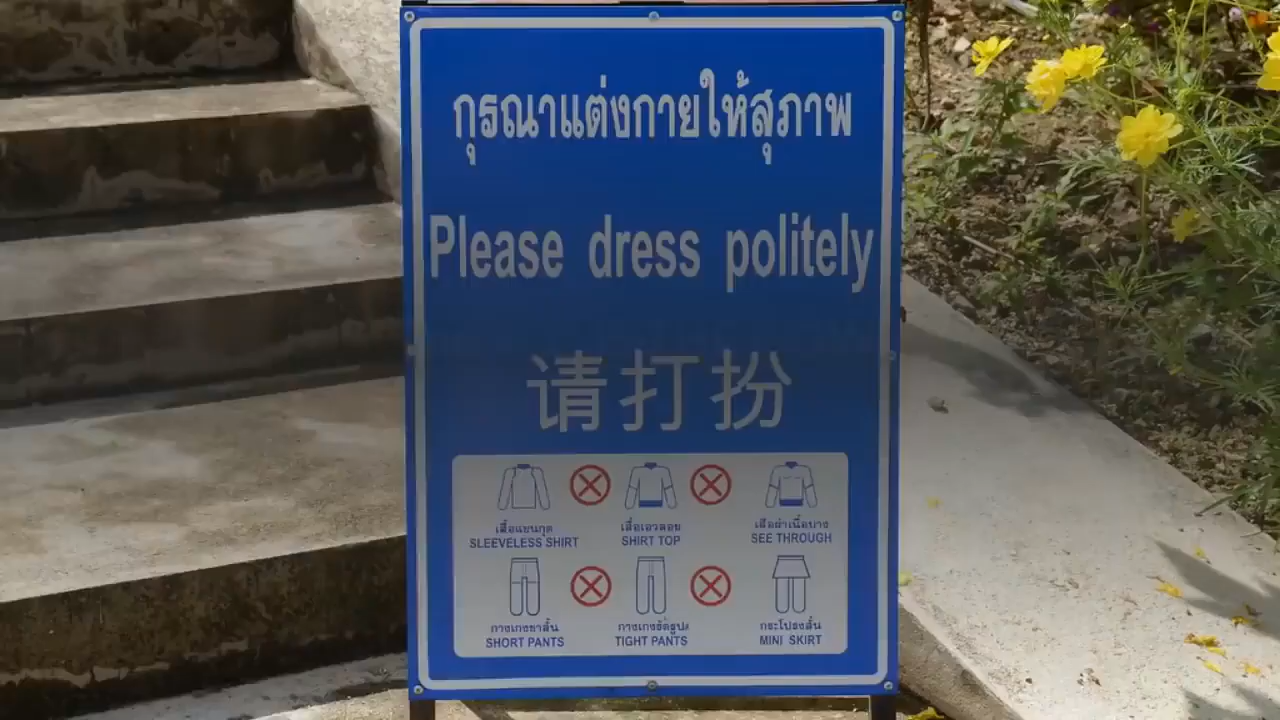 กรุณาแต่งกายให้สุภาพ
Please dress politely
请打扮
เสื้อแขนกุด เสื้อเอวลอย เสื้อผ้าเนื้อบาง
SLEEVELESS SHIRT SHIRT TOP SEE THROUGH
กางเกงขาสั้น กางเกงรัดรูป กระโปรงสั้น
SHORT PANTS TIGHT PANTS MINI SKIRT